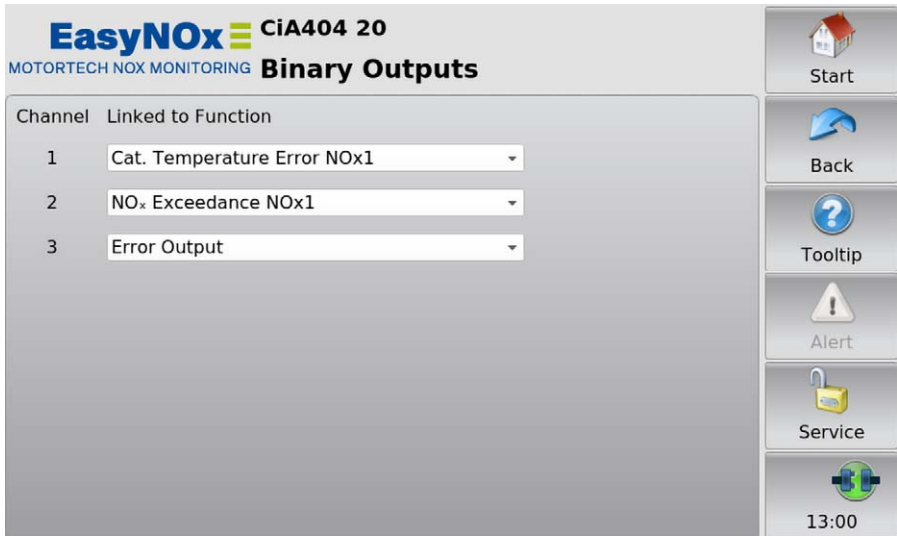 EasyNOx
MOTORTECH NOX MONITORING
CiA404 20
Binary Outputs
Channel Linked to Function
1 Cat. Temperature Error NOx1
2 NOₓ Exceedance NOx1
3 Error Output
Start
Back
Tooltip
Alert
Service
13:00